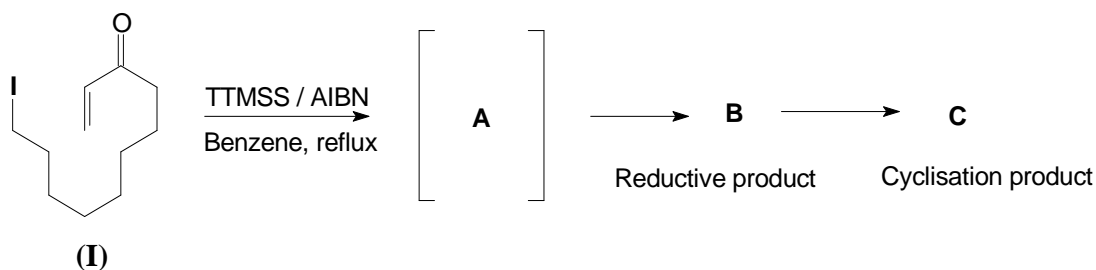 O
I
TTMSS / AIBN
Benzene, reflux
A
B
C
Reductive product
Cyclisation product
(I)